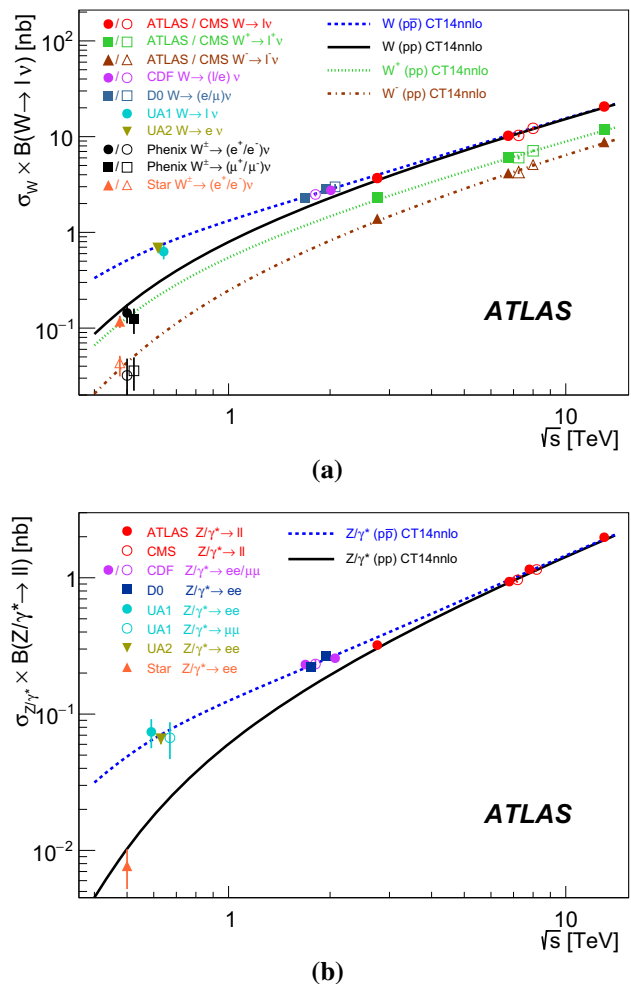 σ_W × B(W→ l ν) [nb]
10²
10
1
10⁻¹
ATLAS / CMS W→ lν
ATLAS / CMS W⁺→ l⁺ν
ATLAS / CMS W⁻→ l⁻ν
CDF W→ (l/e) ν
D0 W→ (e/μ)ν
UA1 W→ l ν
UA2 W→ e ν
Phenix W±→ (e⁺/e⁻)ν
Phenix W±→ (μ⁺/μ⁻)ν
Star W±→ (e⁺/e⁻)ν
W (pp̅) CT14nnlo
W (pp) CT14nnlo
W⁺ (pp) CT14nnlo
W⁻ (pp) CT14nnlo
ATLAS
1 10
√s [TeV]
(a)
σ_Z/γ* × B(Z/γ*→ ll) [nb]
1
10⁻¹
10⁻²
ATLAS Z/γ*→ ll
CMS Z/γ*→ ll
CDF Z/γ*→ ee/μμ
D0 Z/γ*→ ee
UA1 Z/γ*→ ee
UA1 Z/γ*→ μμ
UA2 Z/γ*→ ee
Star Z/γ*→ ee
Z/γ* (pp̅) CT14nnlo
Z/γ* (pp) CT14nnlo
ATLAS
1 10
√s [TeV]
(b)